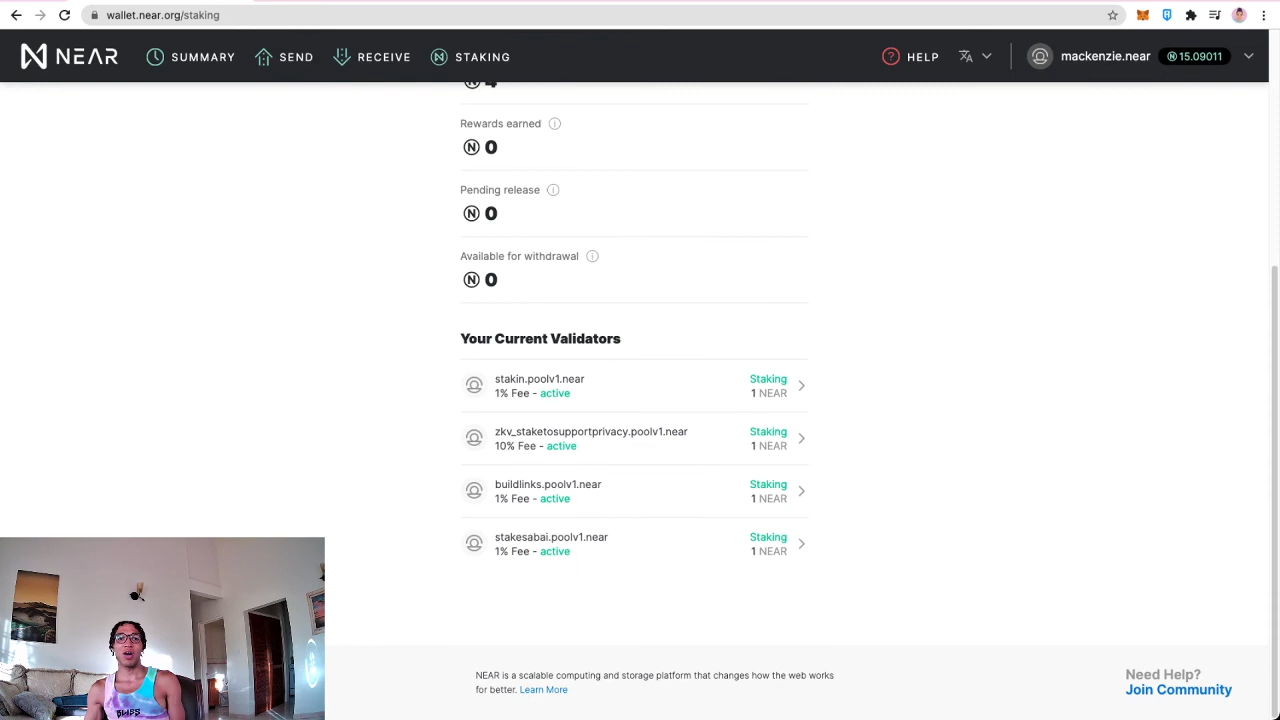 wallet.near.org/staking
NEAR SUMMARY SEND RECEIVE STAKING HELP mackenzie.near 15.09011
4
Rewards earned
0
Pending release
0
Available for withdrawal
0
Your Current Validators
stakin.poolv1.near Staking
1% Fee - active 1 NEAR
zkv_staketosupportprivacy.poolv1.near Staking
10% Fee - active 1 NEAR
buildlinks.poolv1.near Staking
1% Fee - active 1 NEAR
stakesabai.poolv1.near Staking
1% Fee - active 1 NEAR
BLISS
NEAR is a scalable computing and storage platform that changes how the web works
for better. Learn More
Need Help?
Join Community